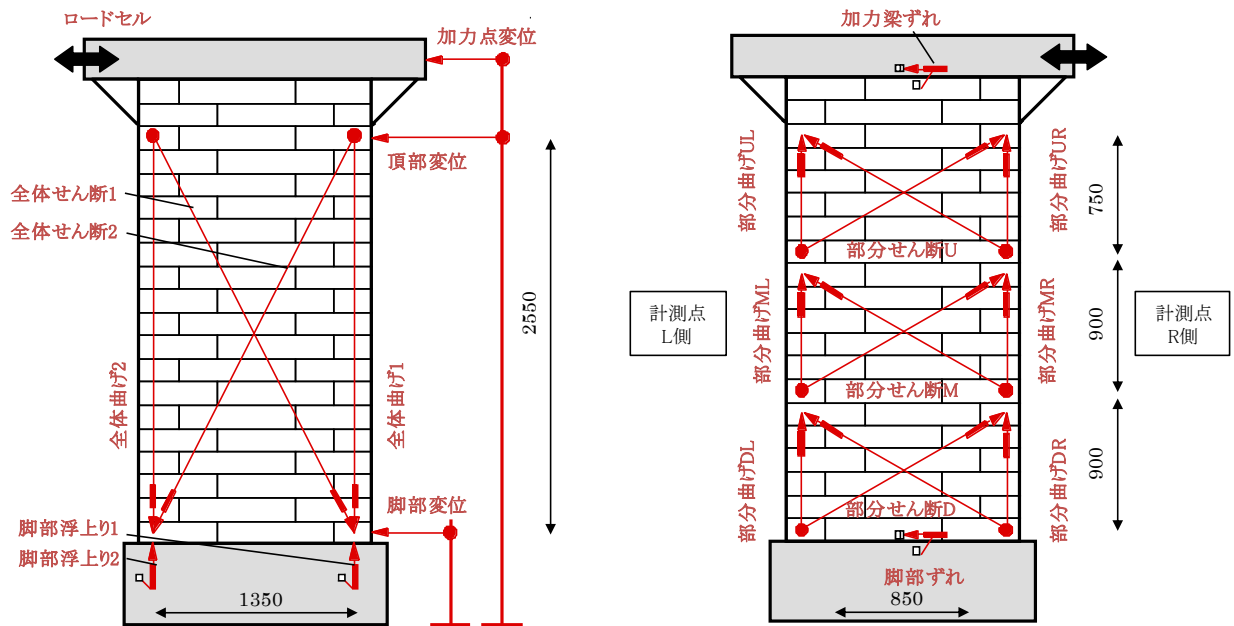 ロードセル
加力点変位
頂部変位
全体せん断1
全体せん断2
2550
全体曲げ2
全体曲げ1
脚部変位
脚部浮上り1
脚部浮上り2
1350
加力梁ずれ
部分曲げUL
部分曲げUR
750
部分せん断U
計測点
L側
部分曲げML
部分曲げMR
900
計測点
R側
部分せん断M
部分曲げDL
部分曲げDR
900
部分せん断D
脚部ずれ
850